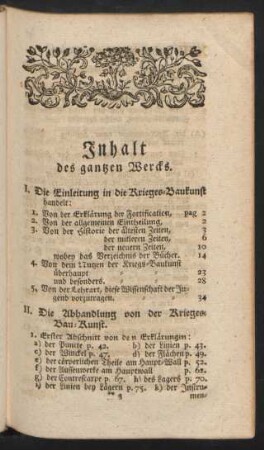 Inhalt
des gantzen Wercks.
I. Die Einleitung in die Krieges-Baukunst
handelt:
1. Von der Erklärung der Fortification, pag 2
2. Von der allgemeinen Eintheilung, 2
3. Von der Historie der ältesten Zeiten, 3
der mitlern Zeiten, 6
der neuern Zeiten, 10
wobey das Verzeichnis der Bücher. 14
4. Von dem Nutzen der Kriegs-Baukunst
überhaupt 23
und besonders. 28
5. Von der Lehrart, diese Wissenschaft der Ju-
gend vorzutragen. 34
II. Die Abhandlung von der Krieges-
Bau-Kunst.
1. Erster Abschnitt von den Erklärungen:
a) der Puncte p. 42. b) der Linien p. 43.
c) der Winckel p. 47. d) der Flächen p. 49.
e) der cörperlichen Theile am Haupt-Wall p. 52.
f) der Aussenwerke am Hauptwall p. 61.
g) der Contrescarpe p. 67. h) des Lagers p. 70.
i) der Linien bey Lägern p. 75. k) der Instru-
men-